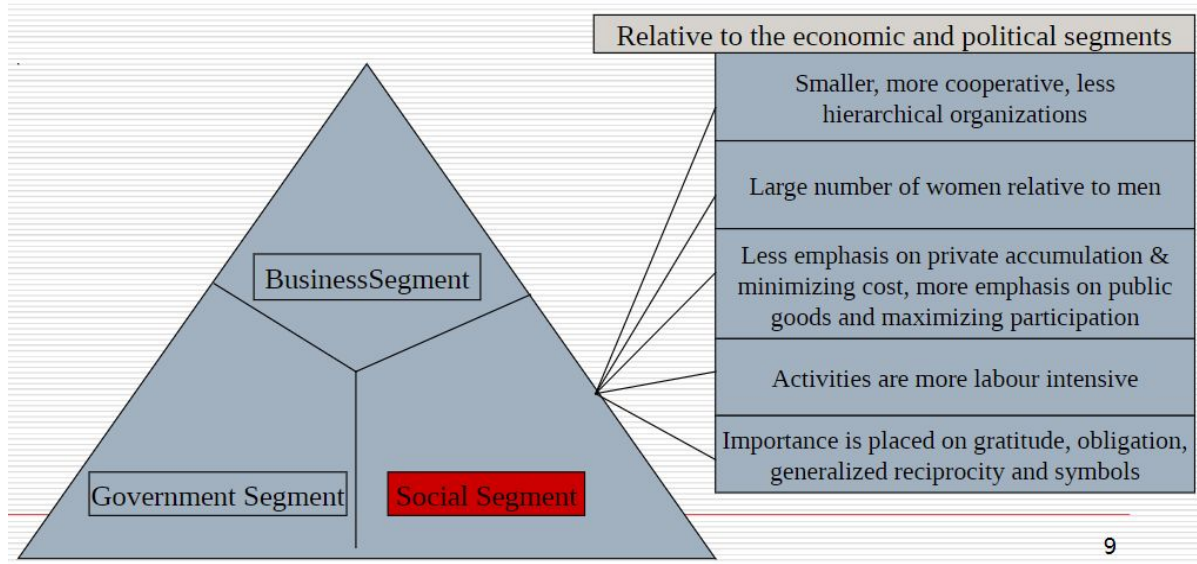 Relative to the economic and political segments
Smaller, more cooperative, less
hierarchical organizations
Large number of women relative to men
Less emphasis on private accumulation &
minimizing cost, more emphasis on public
goods and maximizing participation
Activities are more labour intensive
Importance is placed on gratitude, obligation,
generalized reciprocity and symbols
BusinessSegment
Government Segment
Social Segment
9